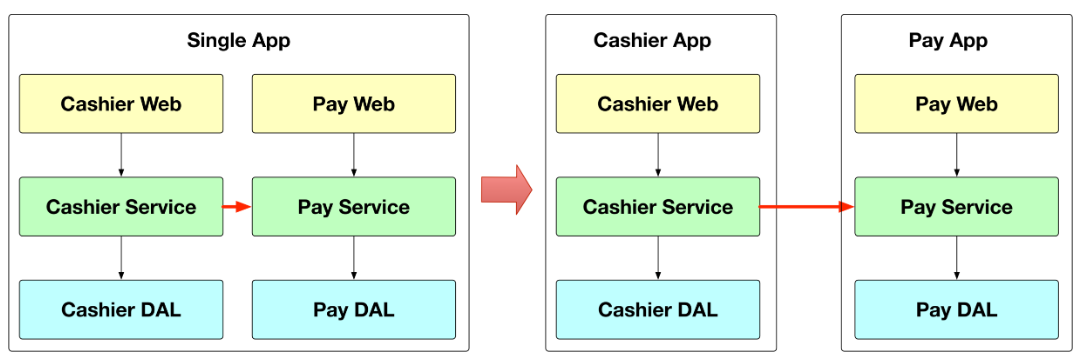 Single App
Cashier Web
Pay Web
Cashier Service
Pay Service
Cashier DAL
Pay DAL
Cashier App
Cashier Web
Cashier Service
Cashier DAL
Pay App
Pay Web
Pay Service
Pay DAL